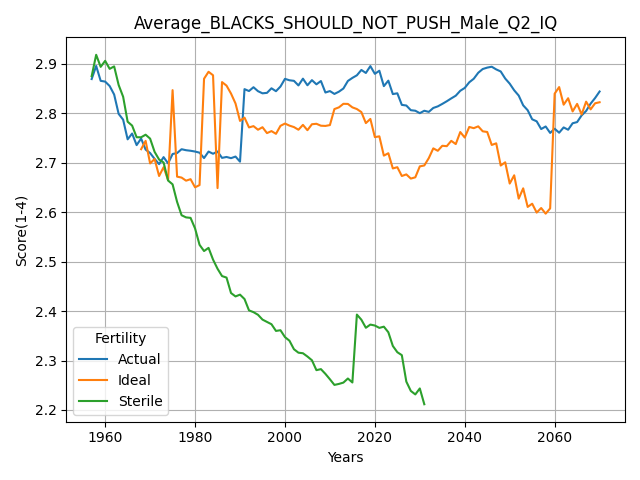 Average_BLACKS_SHOULD_NOT_PUSH_Male_Q2_IQ
Score(1-4)
2.9
2.8
2.7
2.6
2.5
2.4
2.3
2.2
Fertility
Actual
Ideal
Sterile
1960
1980
2000
2020
2040
2060
Years